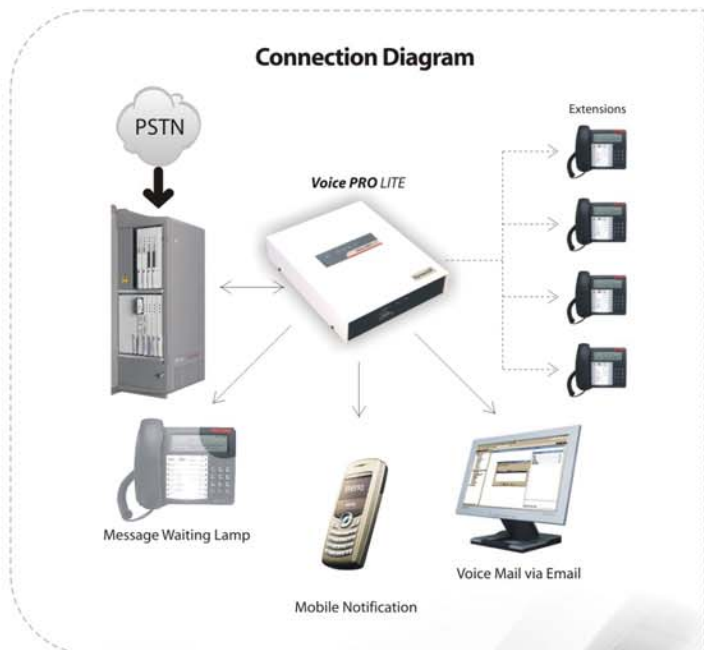 Connection Diagram
PSTN
Extensions
Voice PRO LITE
Message Waiting Lamp
Mobile Notification
Voice Mail via Email